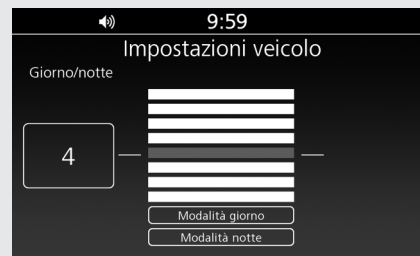 9:59
Impostazioni veicolo
Giorno/notte
4
Modalità giorno
Modalità notte